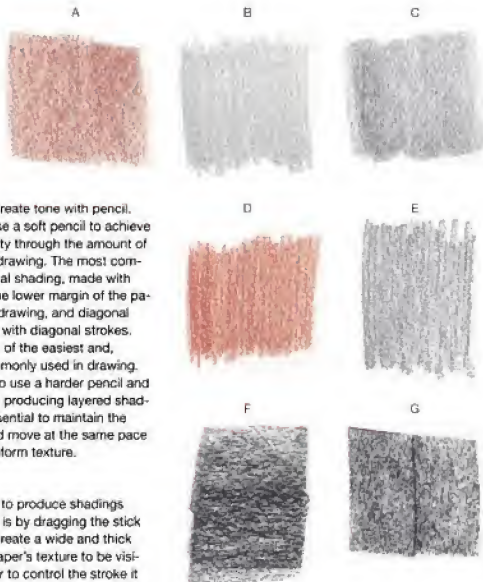 A
B
C
reate tone with pencil.
se a soft pencil to achieve
ty through the amount of
drawing. The most com-
al shading, made with
e lower margin of the pa-
drawing, and diagonal
with diagonal strokes.
of the easiest and,
monly used in drawing.
o use a harder pencil and
producing layered shad-
sential to maintain the
d move at the same pace
form texture.
to produce shadings
is by dragging the stick
reate a wide and thick
aper's texture to be visi-
r to control the stroke it
D
E
F
G